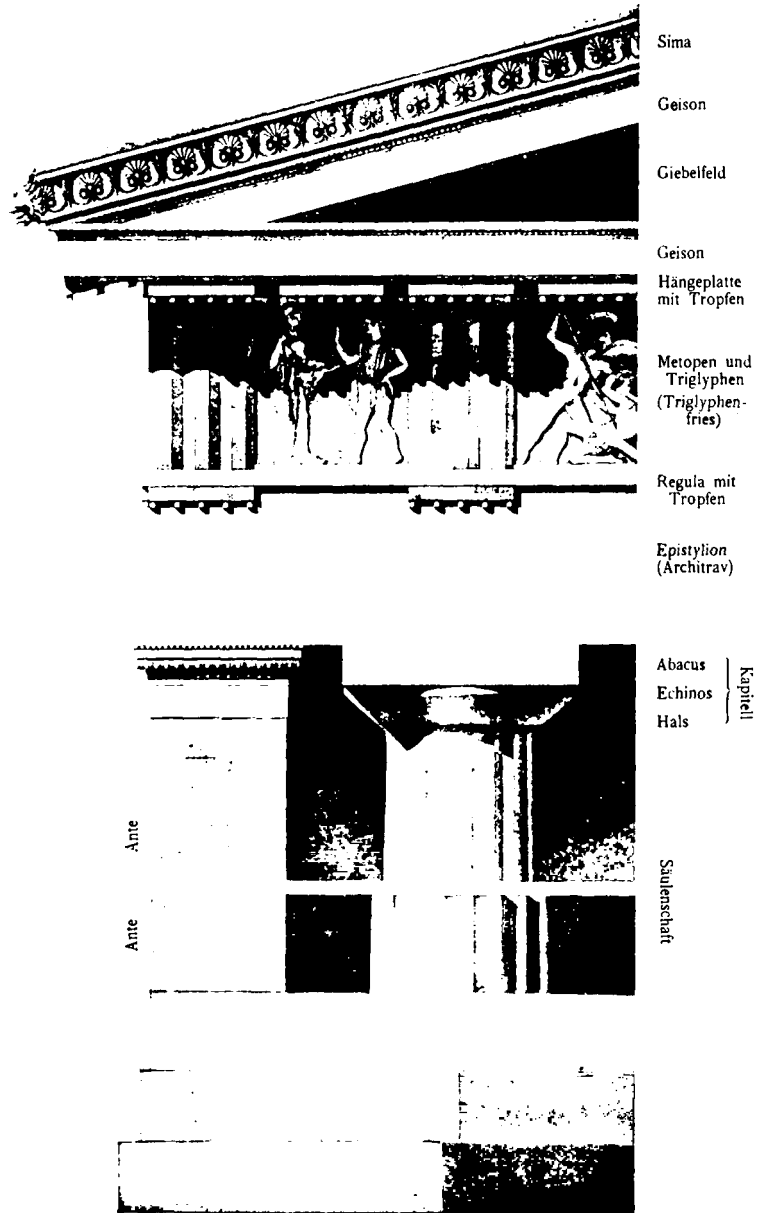 Sima
Geison
Giebelfeld
Geison
Hängeplatte
mit Tropfen
Metopen und
Triglyphen
(Triglyphen-
fries)
Regula mit
Tropfen
Epistylion
(Architrav)
Abacus
Echinos
Hals
Kapitell
Ante
Ante
Säulenschaft